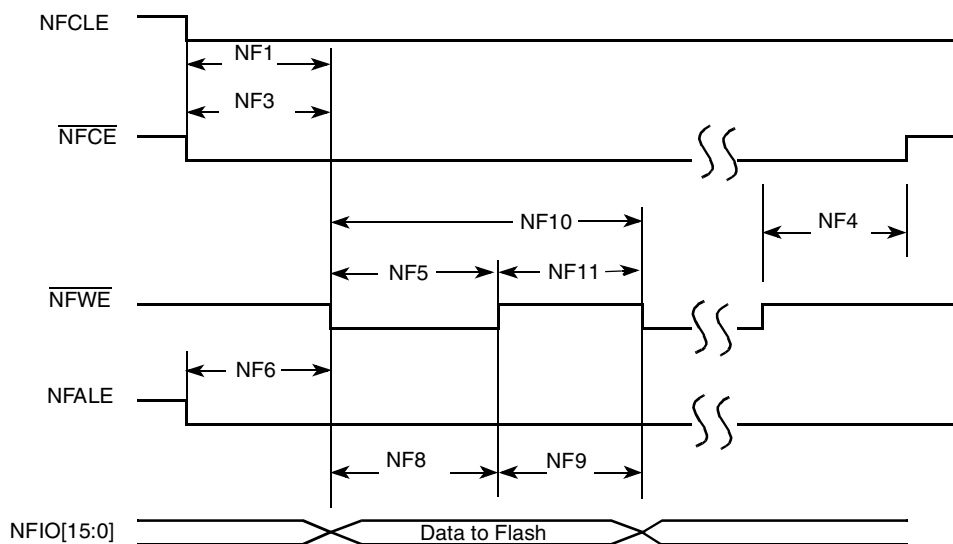 NFCLE
NF1
NF3
NFCE
NF10
NF4
NF5
NF11
NFWE
NF6
NFALE
NF8
NF9
NFIO[15:0]
Data to Flash